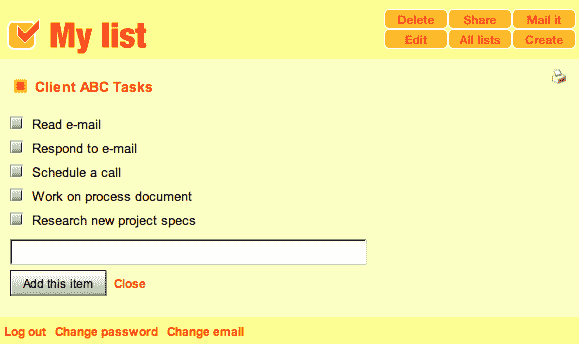 My list
Delete Share Mail it
Edit All lists Create
Client ABC Tasks
Read e-mail
Respond to e-mail
Schedule a call
Work on process document
Research new project specs
Add this item Close
Log out Change password Change email